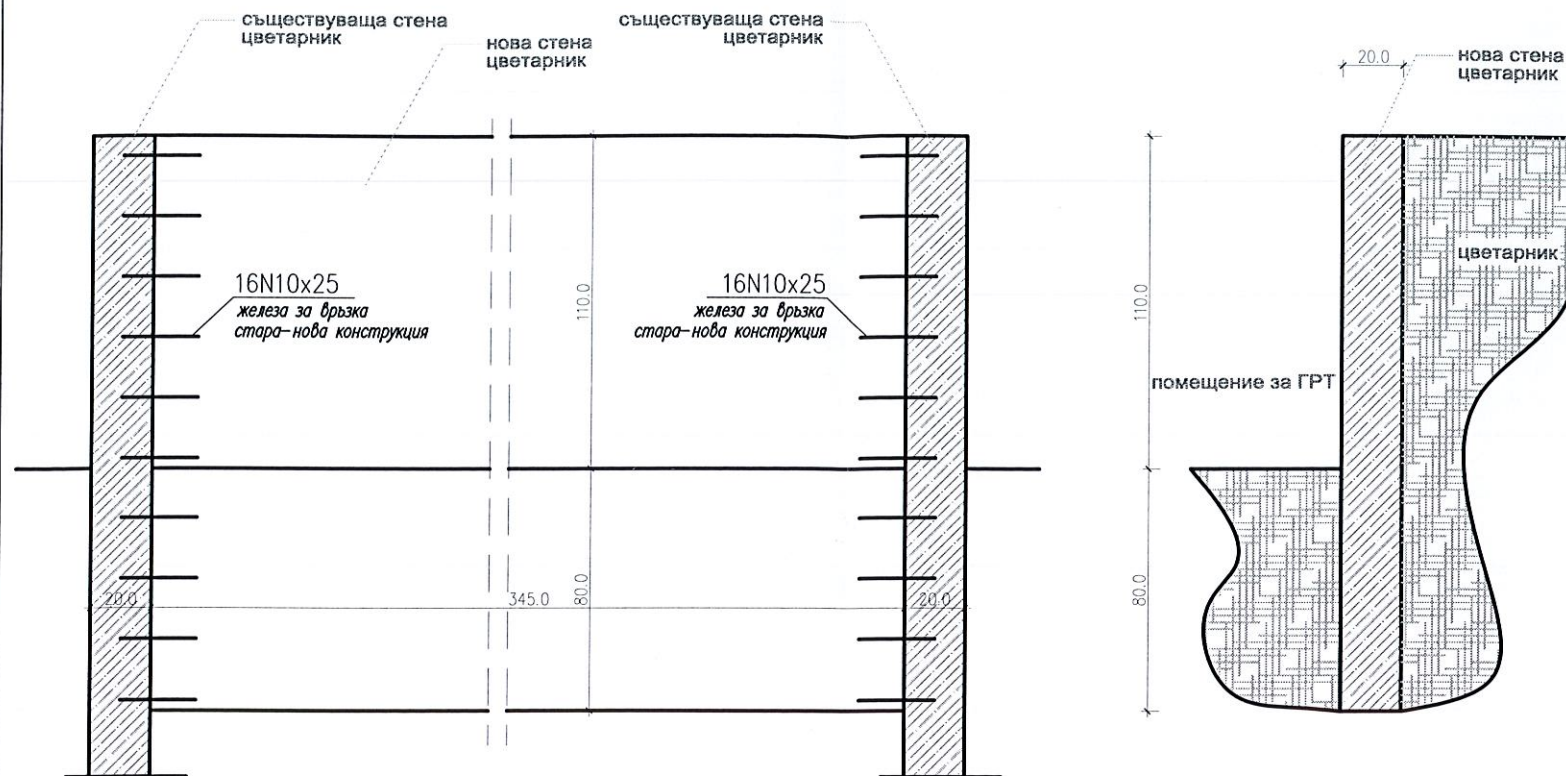 съществуваща стена
цветарник
нова стена
цветарник
съществуваща стена
цветарник
20.0
нова стена
цветарник
16N10x25
железа за връзка
стара-нова конструкция
16N10x25
железа за връзка
стара-нова конструкция
110.0
110.0
цветарник
помещение за ГРТ
20.0
345.0
80.0
20.0
80.0